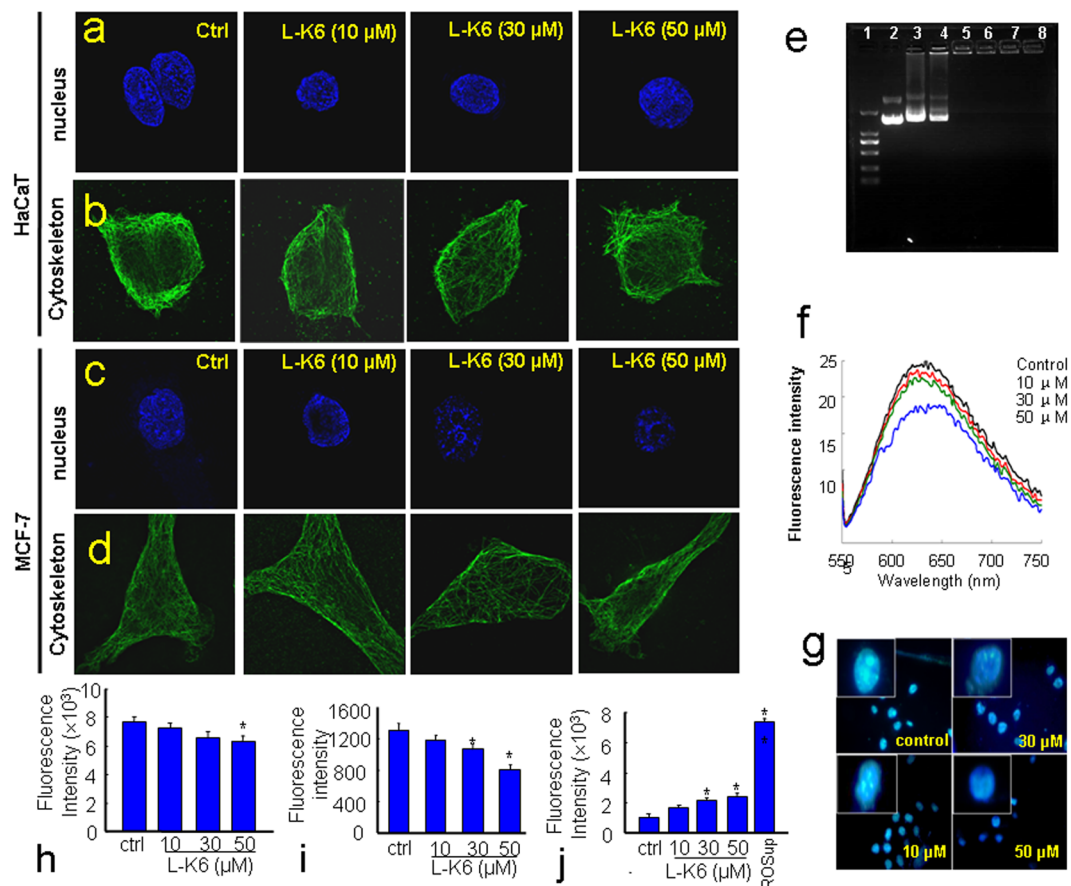 a
Ctrl
L-K6 (10 µM)
L-K6 (30 µM)
L-K6 (50 µM)
nucleus
HaCaT
b
Cytoskeleton
c
Ctrl
L-K6 (10 µM)
L-K6 (30 µM)
L-K6 (50 µM)
nucleus
MCF-7
d
Cytoskeleton
e
1 2 3 4 5 6 7 8
f
25
20
25
15
10
Fluorescence intensity
Control
10 µ M
30 µ M
50 µ M
55 600 650 700 750
5
Wavelength (nm)
g
control
30 µM
10 µM
50 µM
h
Fluorescence
Intensity (×10³)
10
8
6
4
2
0
*
ctrl 10 30 50
L-K6 (µM)
i
Fluorescence
intensity
1600
1200
800
400
0
* *
ctrl 10 30 50
L-K6 (µM)
j
Fluorescence
Intensity (×10³)
8
6
4
2
0
* * * *
ctrl 10 30 50 ROSup
L-K6 (µM)